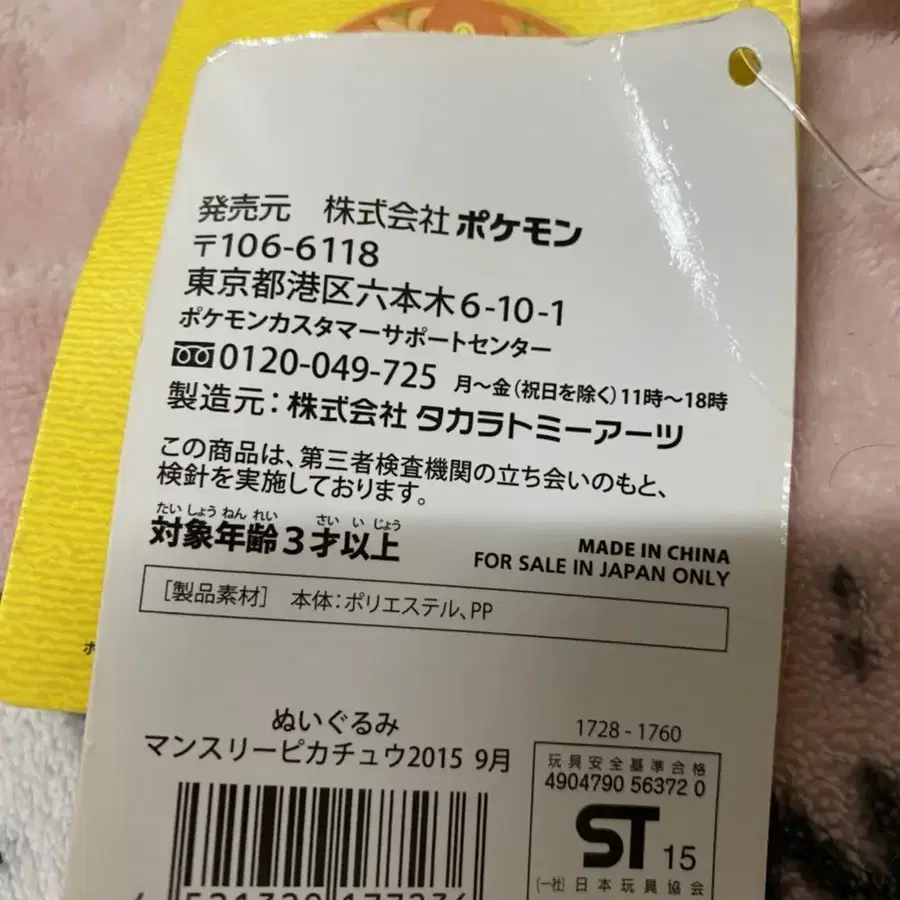 発売元 株式会社 ポケモン
〒106-6118
東京都港区六本木6-10-1
ポケモンカスタマーサポートセンター
0120-049-725 月～金(祝日を除く)11時～18時
製造元：株式会社 タカラトミーアーツ
この商品は、第三者検査機関の立ち会いのもと、
検針を実施しております。
たいしょうねんれい さいいじょう
対象年齢3才以上
MADE IN CHINA
FOR SALE IN JAPAN ONLY
[製品素材] 本体：ポリエステル、PP
ぬいぐるみ
マンスリーピカチュウ2015 9月
1728 - 1760
玩具安全基準合格
4904790 56372 0
ST 15
(一社)日本玩具協会